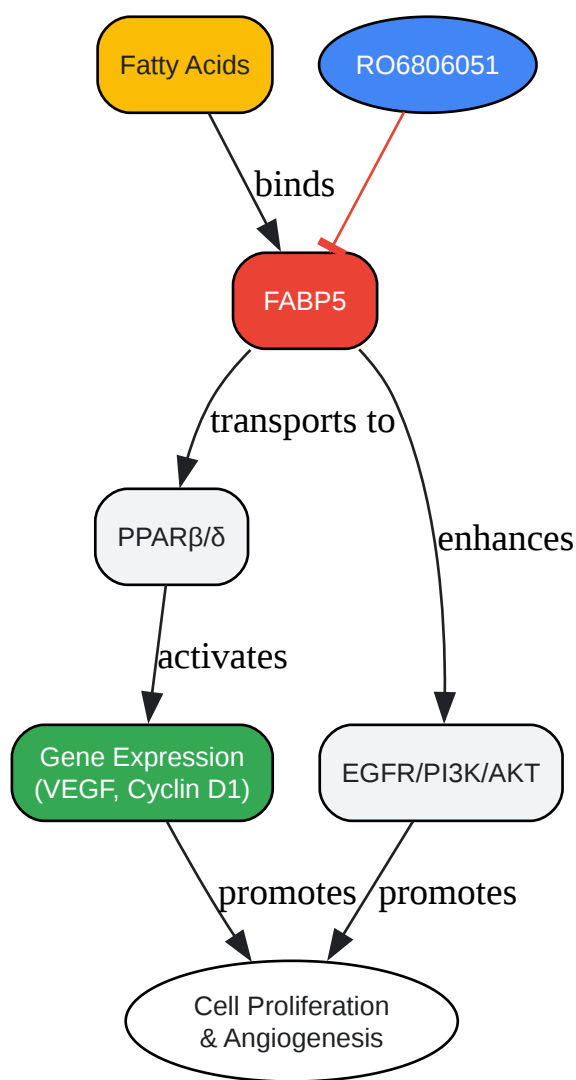 Fatty Acids
RO6806051
binds
FABP5
transports to
PPARβ/δ
enhances
activates
Gene Expression
(VEGF, Cyclin D1)
EGFR/PI3K/AKT
promotes
promotes
Cell Proliferation
& Angiogenesis